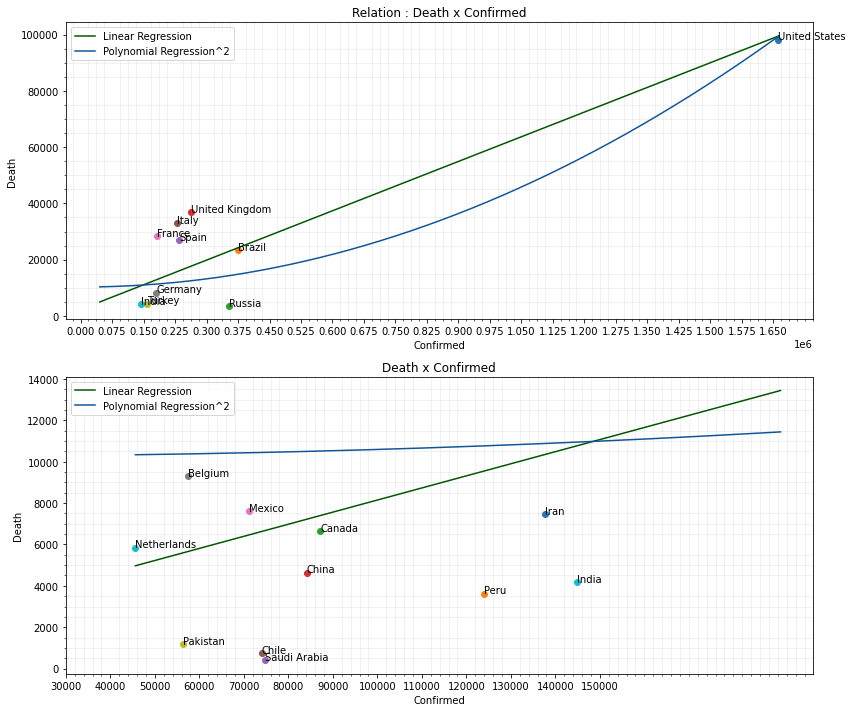 Relation : Death x Confirmed
Linear Regression
Polynomial Regression^2
Death
100000
80000
60000
40000
20000
0
United States
United Kingdom
Italy
France
Spain
Brazil
Germany
India
Turkey
Russia
0.000 0.075 0.150 0.225 0.300 0.375 0.450 0.525 0.600 0.675 0.750 0.825 0.900 0.975 1.050 1.125 1.200 1.275 1.350 1.425 1.500 1.575 1.650
1e6
Confirmed
Death x Confirmed
Linear Regression
Polynomial Regression^2
Death
14000
12000
10000
8000
6000
4000
2000
0
Belgium
Mexico
Iran
Canada
Netherlands
China
India
Peru
Pakistan
Chile
Saudi Arabia
30000 50000 60000 70000 80000 90000 100000 110000 120000 130000 140000 150000
Confirmed